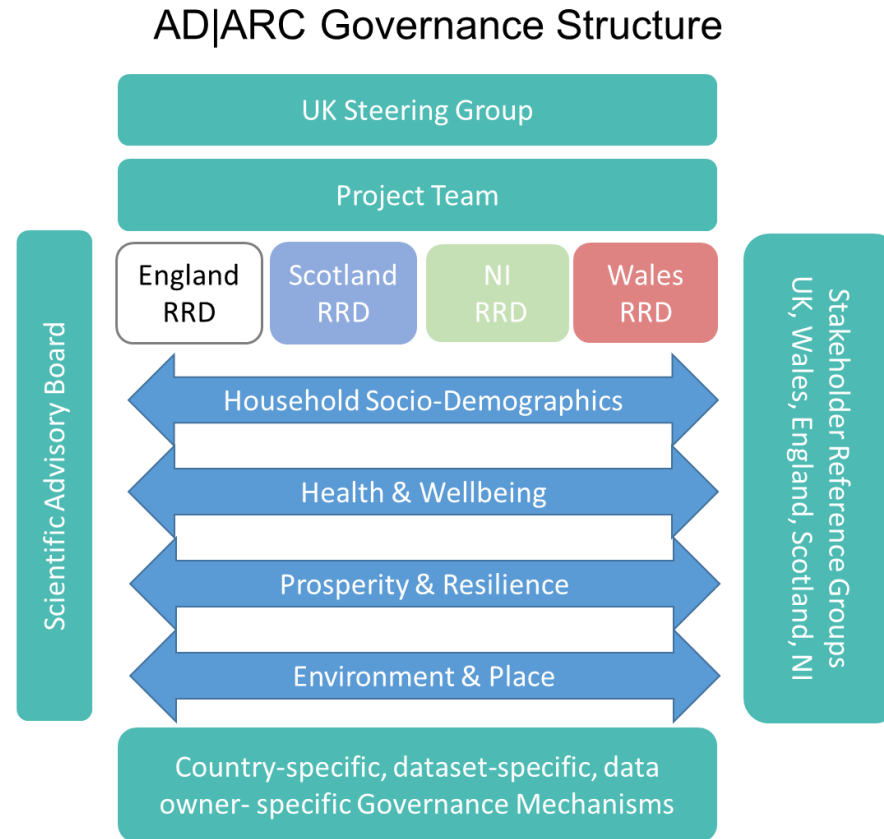 AD|ARC Governance Structure
UK Steering Group
Project Team
Scientific Advisory Board
England
RRD
Scotland
RRD
NI
RRD
Wales
RRD
Household Socio-Demographics
Health & Wellbeing
Prosperity & Resilience
Environment & Place
Stakeholder Reference Groups
UK, Wales, England, Scotland, NI
Country-specific, dataset-specific, data
owner- specific Governance Mechanisms